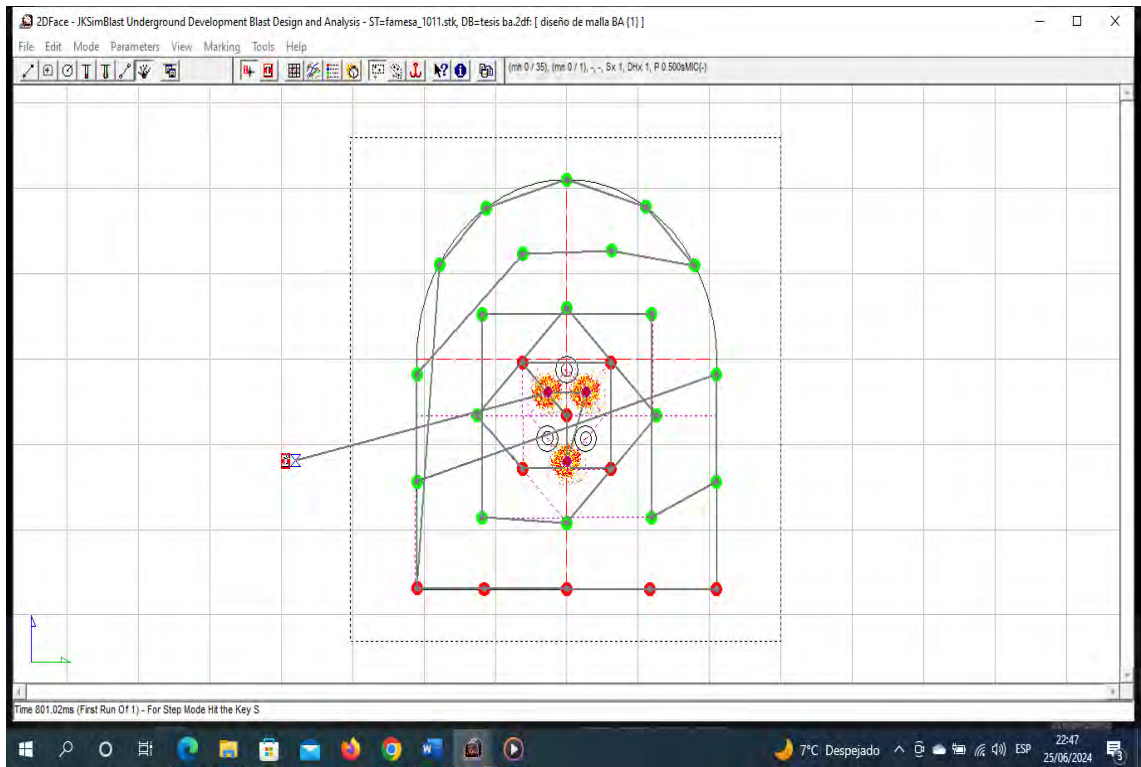 2DFace - JKSimBlast Underground Development Blast Design and Analysis - ST=famesa_1011.stk, DB=tesis ba.2df: [ diseño de malla BA {1} ]
File Edit Mode Parameters View Marking Tools Help
(mh 0 / 35), (mn 0 / 1), -, -, Sx 1, DHx 1, P 0.500sMIC(-)
Time 801.02ms (First Run Of 1) - For Step Mode Hit the Key S
7°C Despejado ESP 22:47
25/06/2024
3